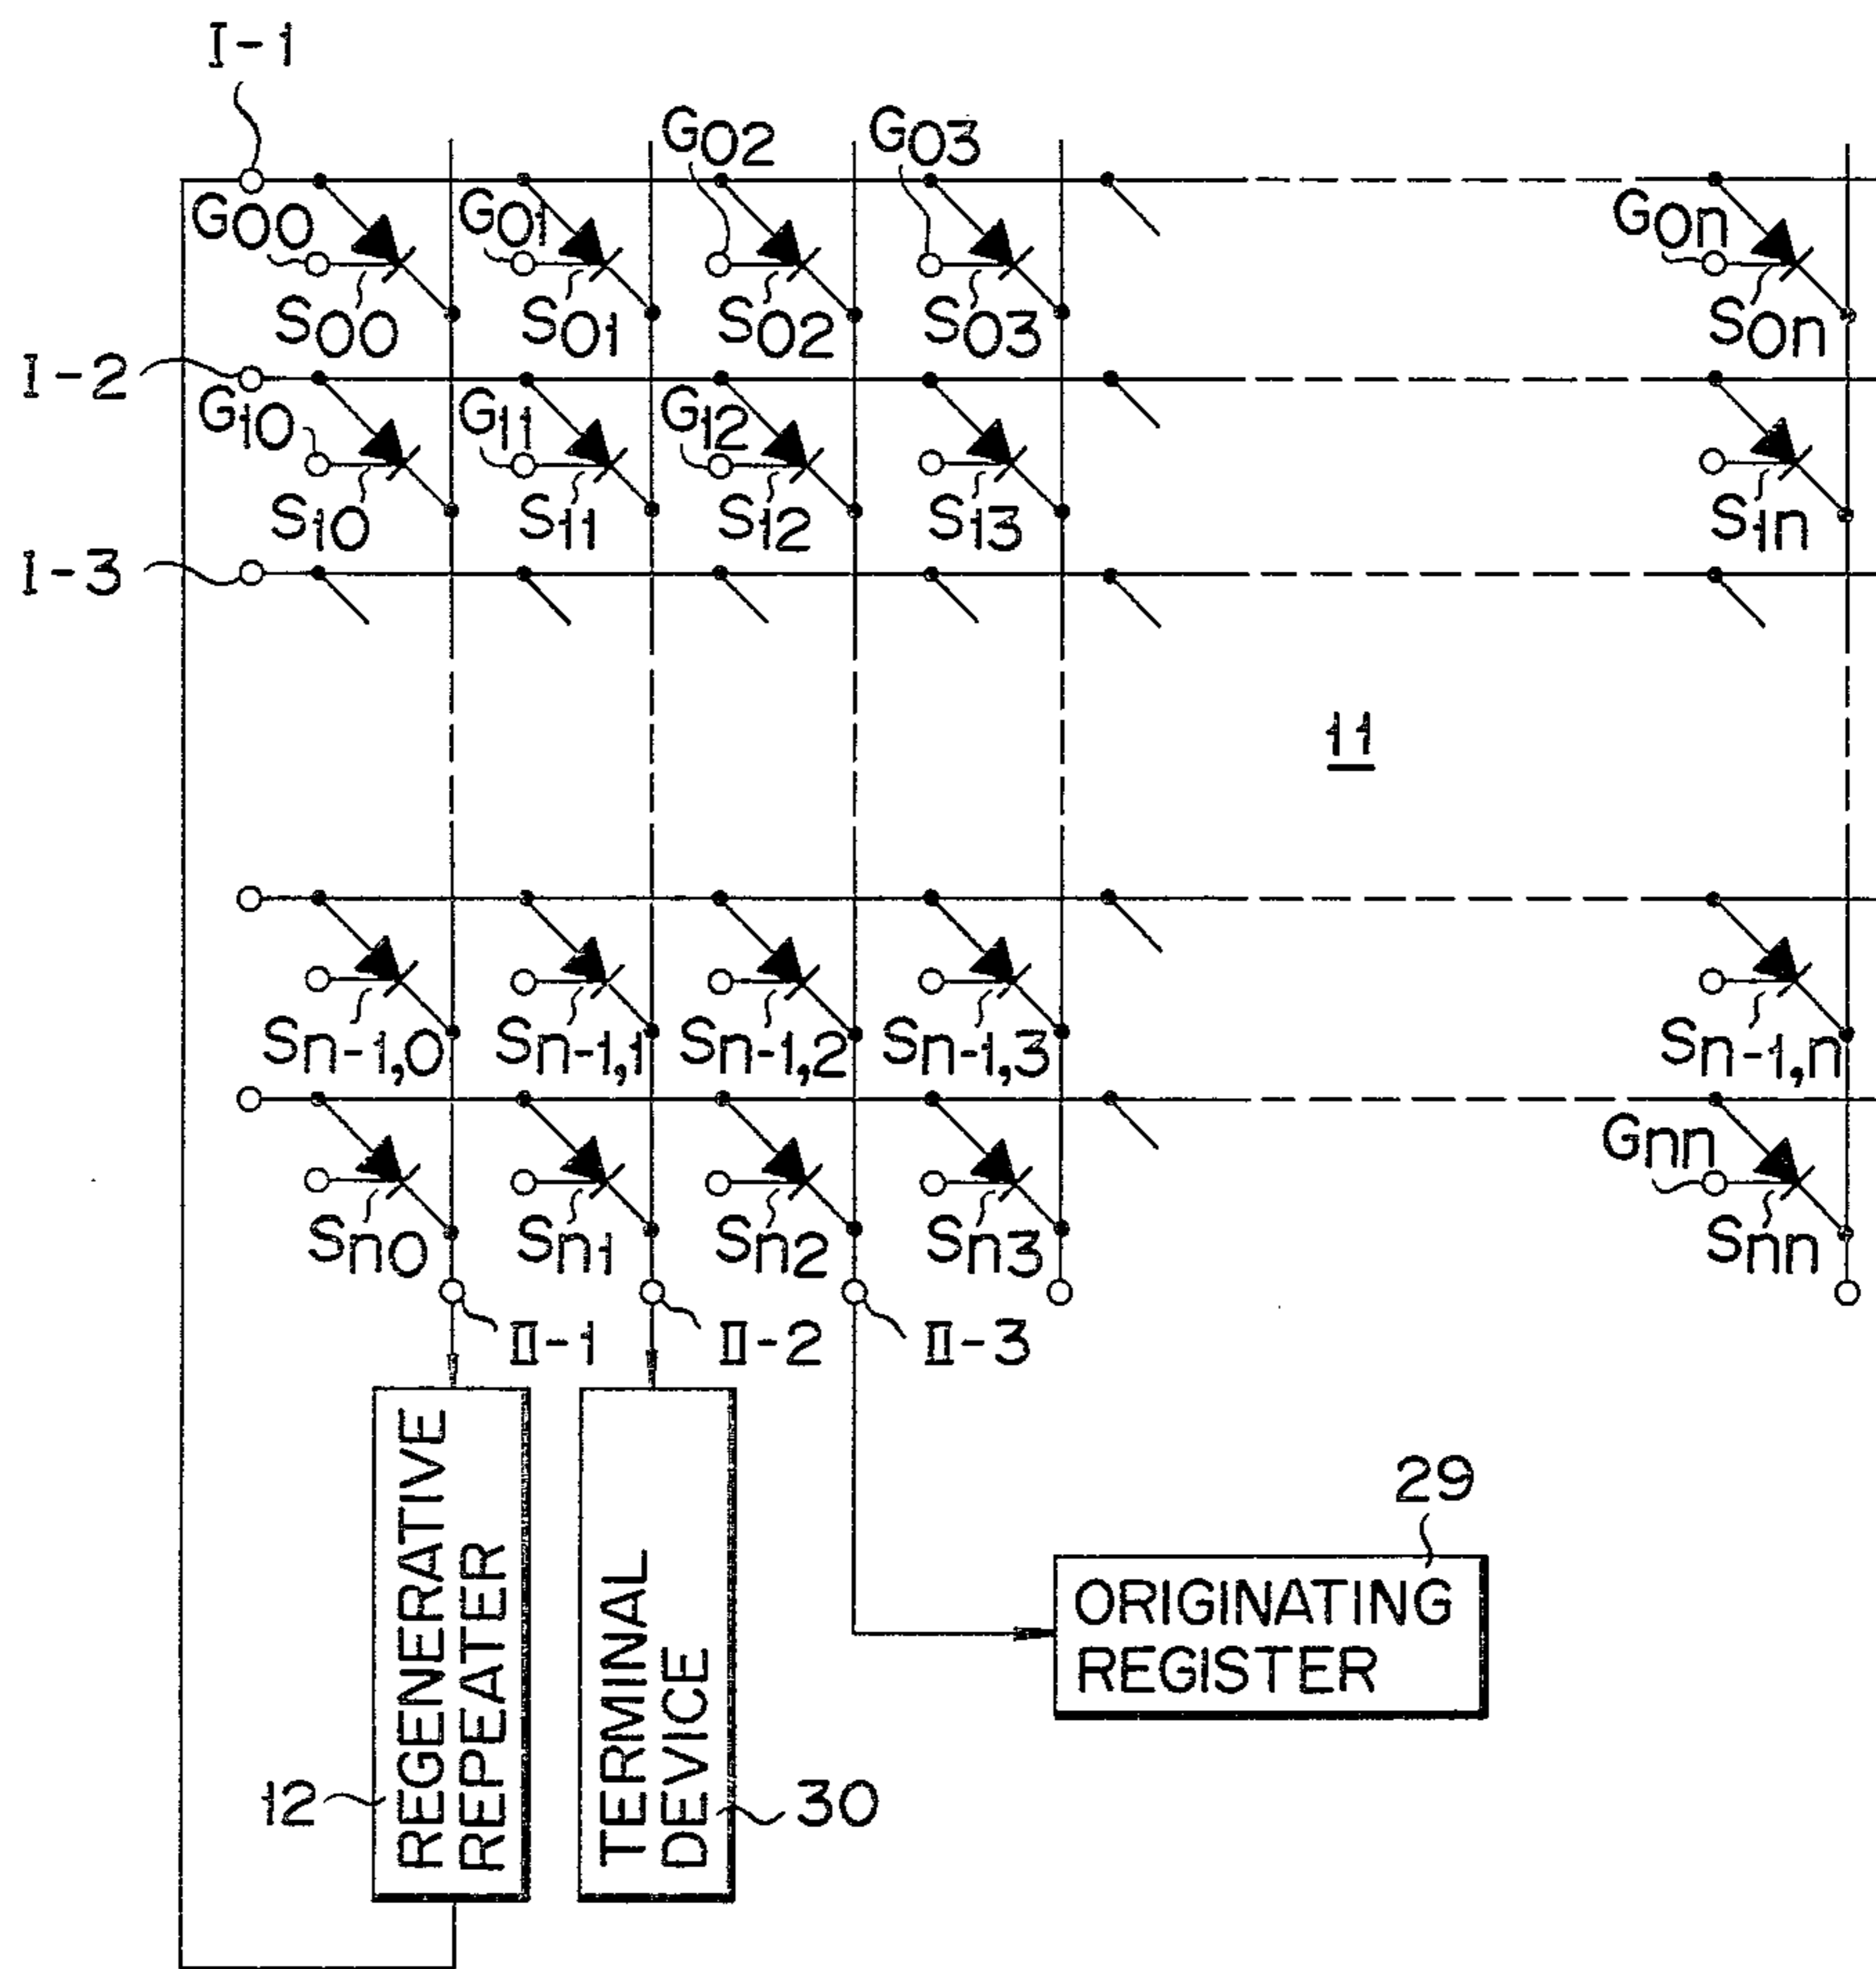 I-1
G02 G03
G00 G01 G0n
S00 S01 S02 S03 S0n
I-2
G10 G11 G12
S10 S11 S12 S13 S1n
I-3
11
Sn-1,0 Sn-1,1 Sn-1,2 Sn-1,3 Sn-1,n
Gnn
Sn0 Sn1 Sn2 Sn3 Snn
II-1 II-2 II-3
REGENERATIVE
REPEATER
TERMINAL
DEVICE
29
ORIGINATING
REGISTER
12
30